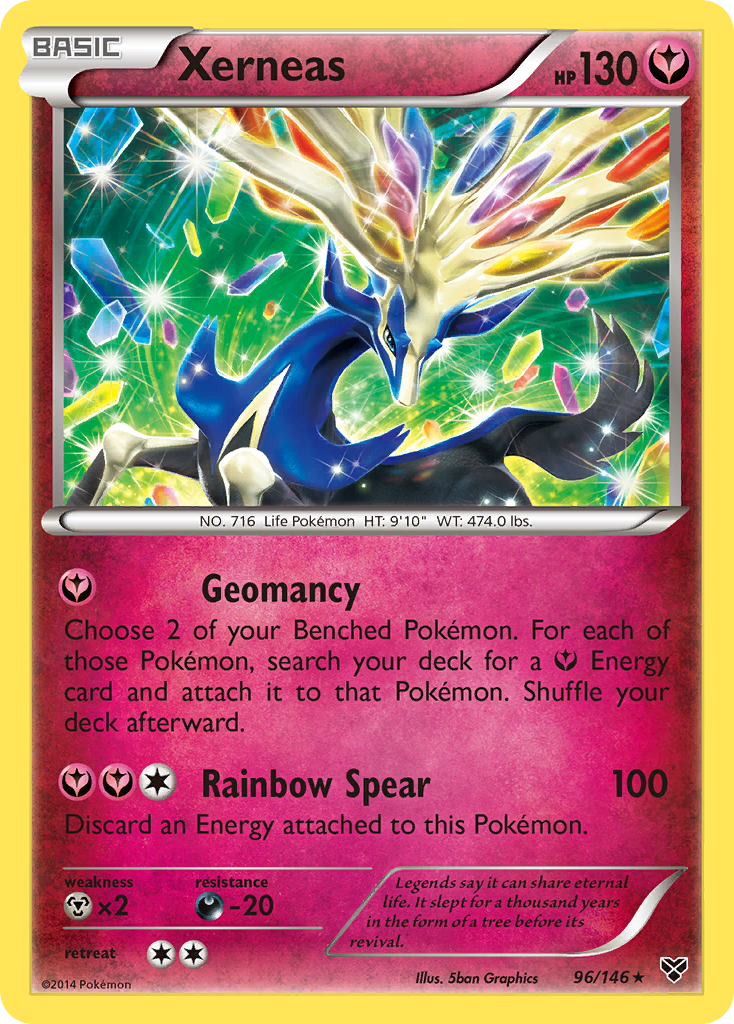 BASIC
Xerneas
HP 130
NO. 716 Life Pokémon HT: 9'10" WT: 474.0 lbs.
Geomancy
Choose 2 of your Benched Pokémon. For each of
those Pokémon, search your deck for a Energy
card and attach it to that Pokémon. Shuffle your
deck afterward.
Rainbow Spear 100
Discard an Energy attached to this Pokémon.
weakness
×2
resistance
-20
retreat
Legends say it can share eternal
life. It slept for a thousand years
in the form of a tree before its
revival.
©2014 Pokémon
Illus. 5ban Graphics
96/146★